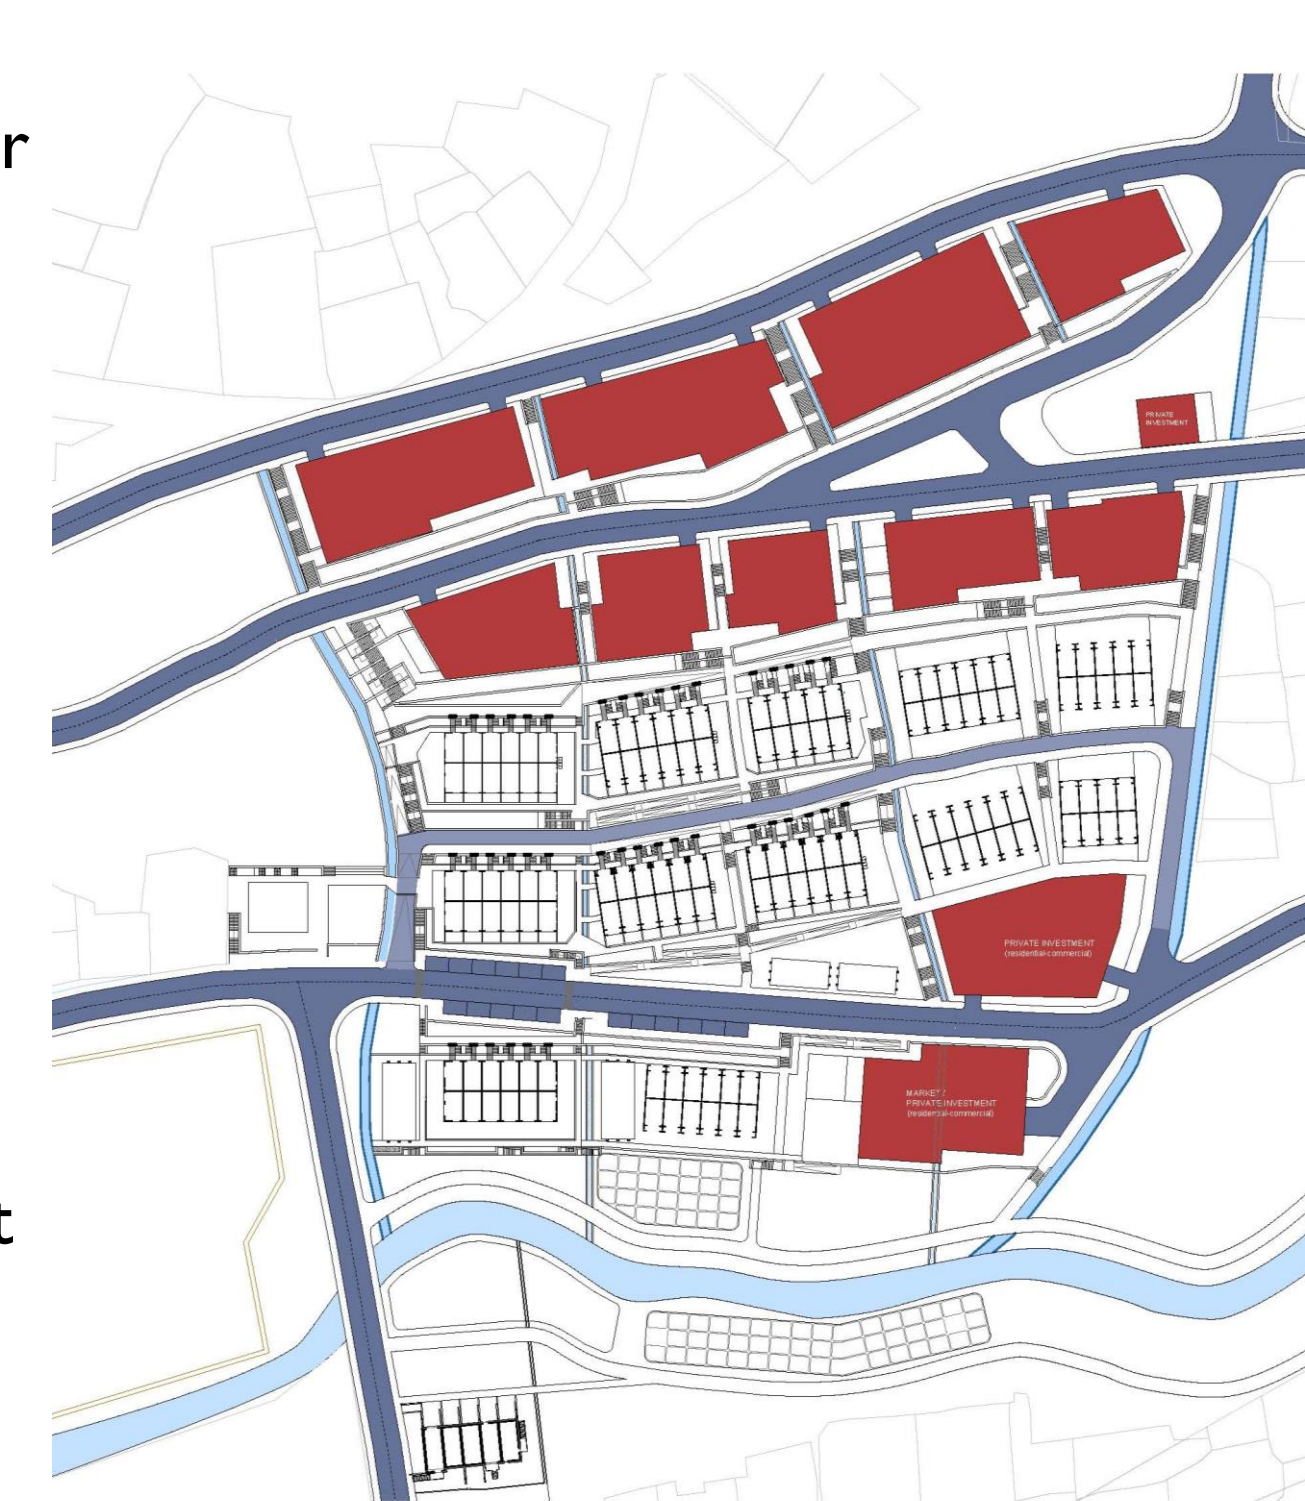 r
PRIVATE
INVESTMENT
PRIVATE INVESTMENT
(residential-commercial)
MARKET /
PRIVATE INVESTMENT
(residential-commercial)
t